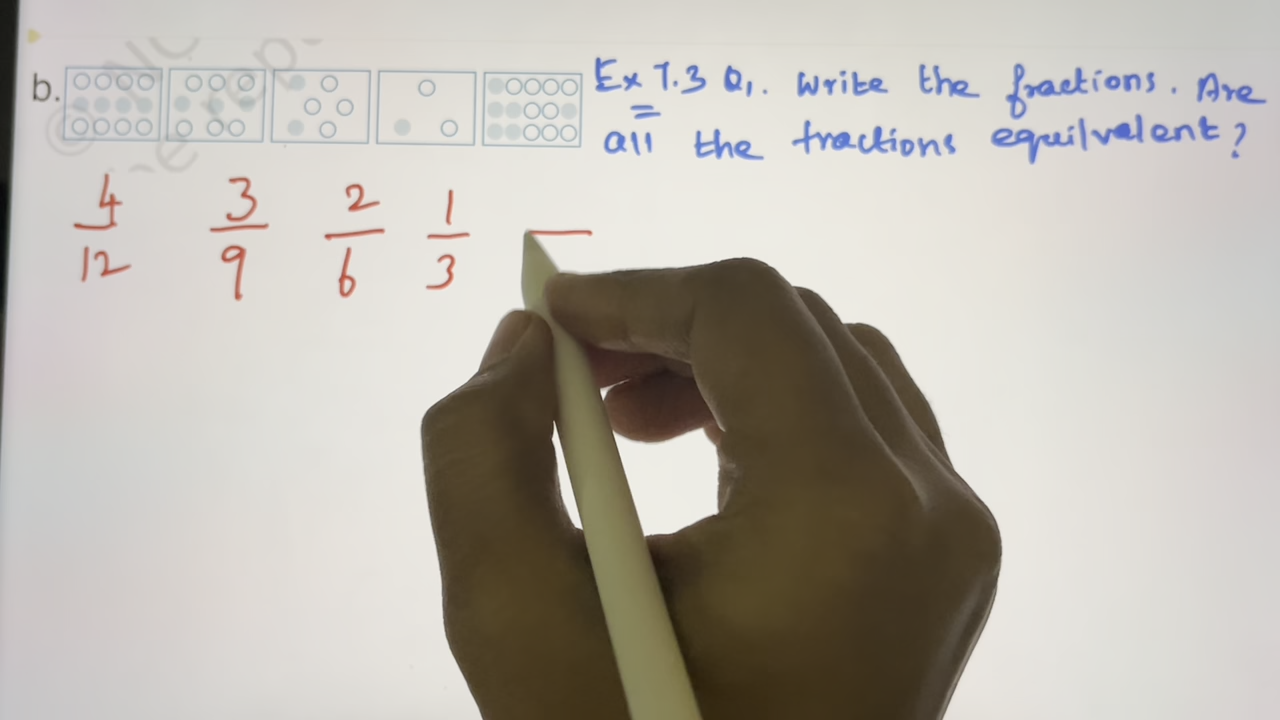 b. Ex 7.3 Q1. Write the fractions. Are
all the fractions equilvalent?
4/12 3/9 2/6 1/3